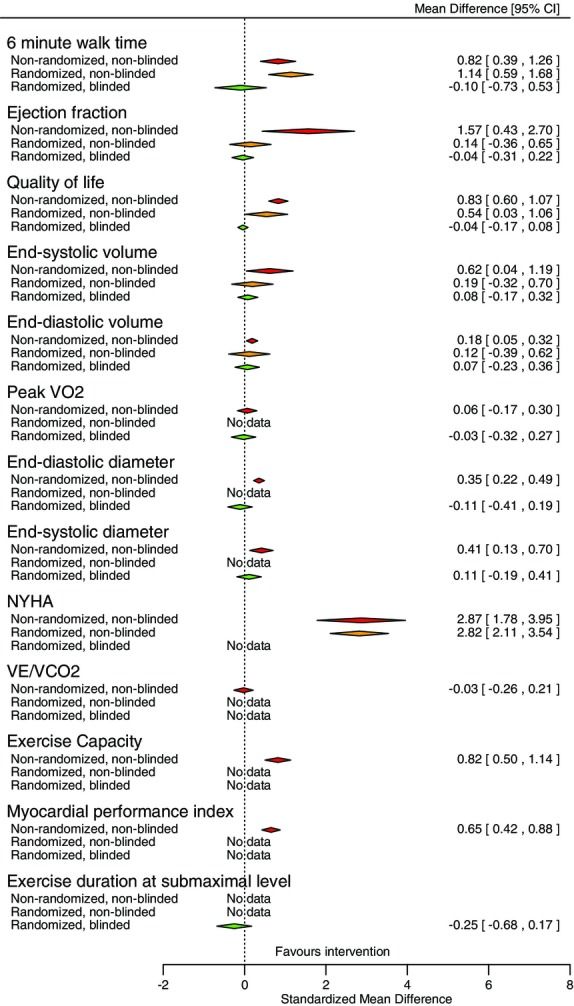 Mean Difference [95% CI]
6 minute walk time
Non-randomized, non-blinded 0.82 [ 0.39 , 1.26 ]
Randomized, non-blinded 1.14 [ 0.59 , 1.68 ]
Randomized, blinded -0.10 [ -0.73 , 0.53 ]
Ejection fraction
Non-randomized, non-blinded 1.57 [ 0.43 , 2.70 ]
Randomized, non-blinded 0.14 [ -0.36 , 0.65 ]
Randomized, blinded -0.04 [ -0.31 , 0.22 ]
Quality of life
Non-randomized, non-blinded 0.83 [ 0.60 , 1.07 ]
Randomized, non-blinded 0.54 [ 0.03 , 1.06 ]
Randomized, blinded -0.04 [ -0.17 , 0.08 ]
End-systolic volume
Non-randomized, non-blinded 0.62 [ 0.04 , 1.19 ]
Randomized, non-blinded 0.19 [ -0.32 , 0.70 ]
Randomized, blinded 0.08 [ -0.17 , 0.32 ]
End-diastolic volume
Non-randomized, non-blinded 0.18 [ 0.05 , 0.32 ]
Randomized, non-blinded 0.12 [ -0.39 , 0.62 ]
Randomized, blinded 0.07 [ -0.23 , 0.36 ]
Peak VO2
Non-randomized, non-blinded 0.06 [ -0.17 , 0.30 ]
Randomized, non-blinded No data
Randomized, blinded -0.03 [ -0.32 , 0.27 ]
End-diastolic diameter
Non-randomized, non-blinded 0.35 [ 0.22 , 0.49 ]
Randomized, non-blinded No data
Randomized, blinded -0.11 [ -0.41 , 0.19 ]
End-systolic diameter
Non-randomized, non-blinded 0.41 [ 0.13 , 0.70 ]
Randomized, non-blinded No data
Randomized, blinded 0.11 [ -0.19 , 0.41 ]
NYHA
Non-randomized, non-blinded 2.87 [ 1.78 , 3.95 ]
Randomized, non-blinded 2.82 [ 2.11 , 3.54 ]
Randomized, blinded No data
VE/VCO2
Non-randomized, non-blinded -0.03 [ -0.26 , 0.21 ]
Randomized, non-blinded No data
Randomized, blinded No data
Exercise Capacity
Non-randomized, non-blinded 0.82 [ 0.50 , 1.14 ]
Randomized, non-blinded No data
Randomized, blinded No data
Myocardial performance index
Non-randomized, non-blinded 0.65 [ 0.42 , 0.88 ]
Randomized, non-blinded No data
Randomized, blinded No data
Exercise duration at submaximal level
Non-randomized, non-blinded No data
Randomized, non-blinded No data
Randomized, blinded -0.25 [ -0.68 , 0.17 ]
Favours intervention
-2 0 2 4 6 8
Standardized Mean Difference